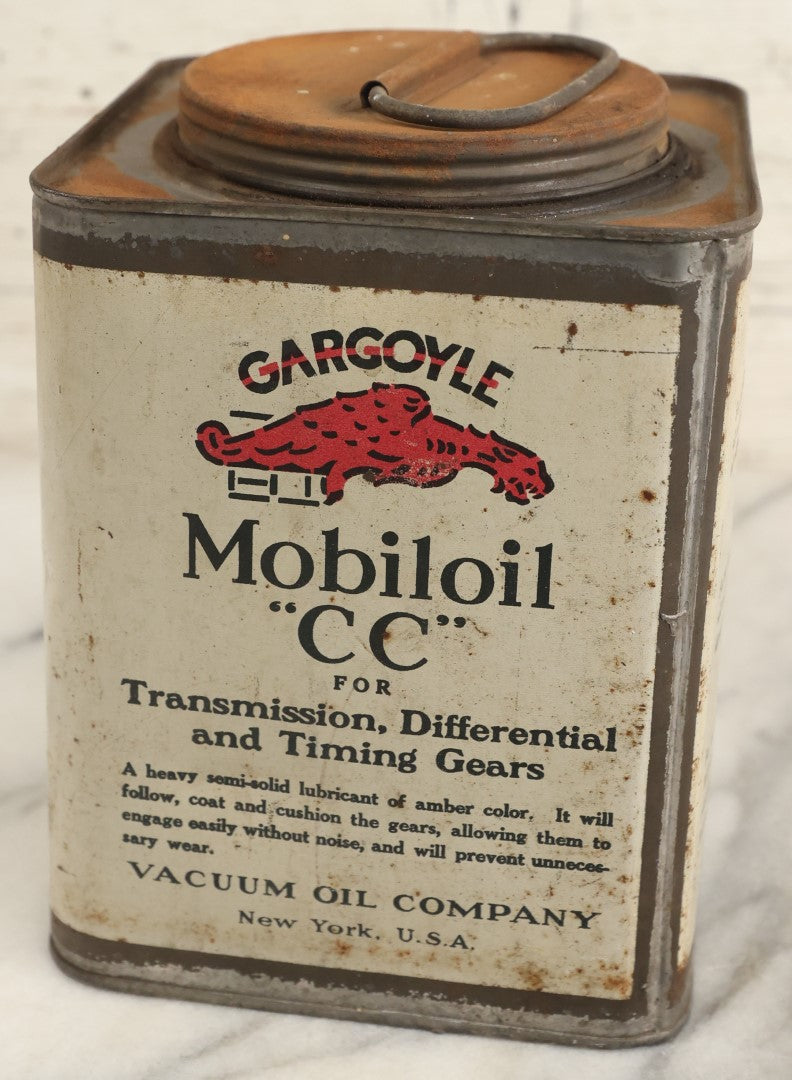 GARGOYLE
Mobiloil
“CC”
FOR
Transmission, Differential
and Timing Gears
A heavy semi-solid lubricant of amber color. It will
follow, coat and cushion the gears, allowing them to
engage easily without noise, and will prevent unneces-
sary wear.
VACUUM OIL COMPANY
New York, U.S.A.